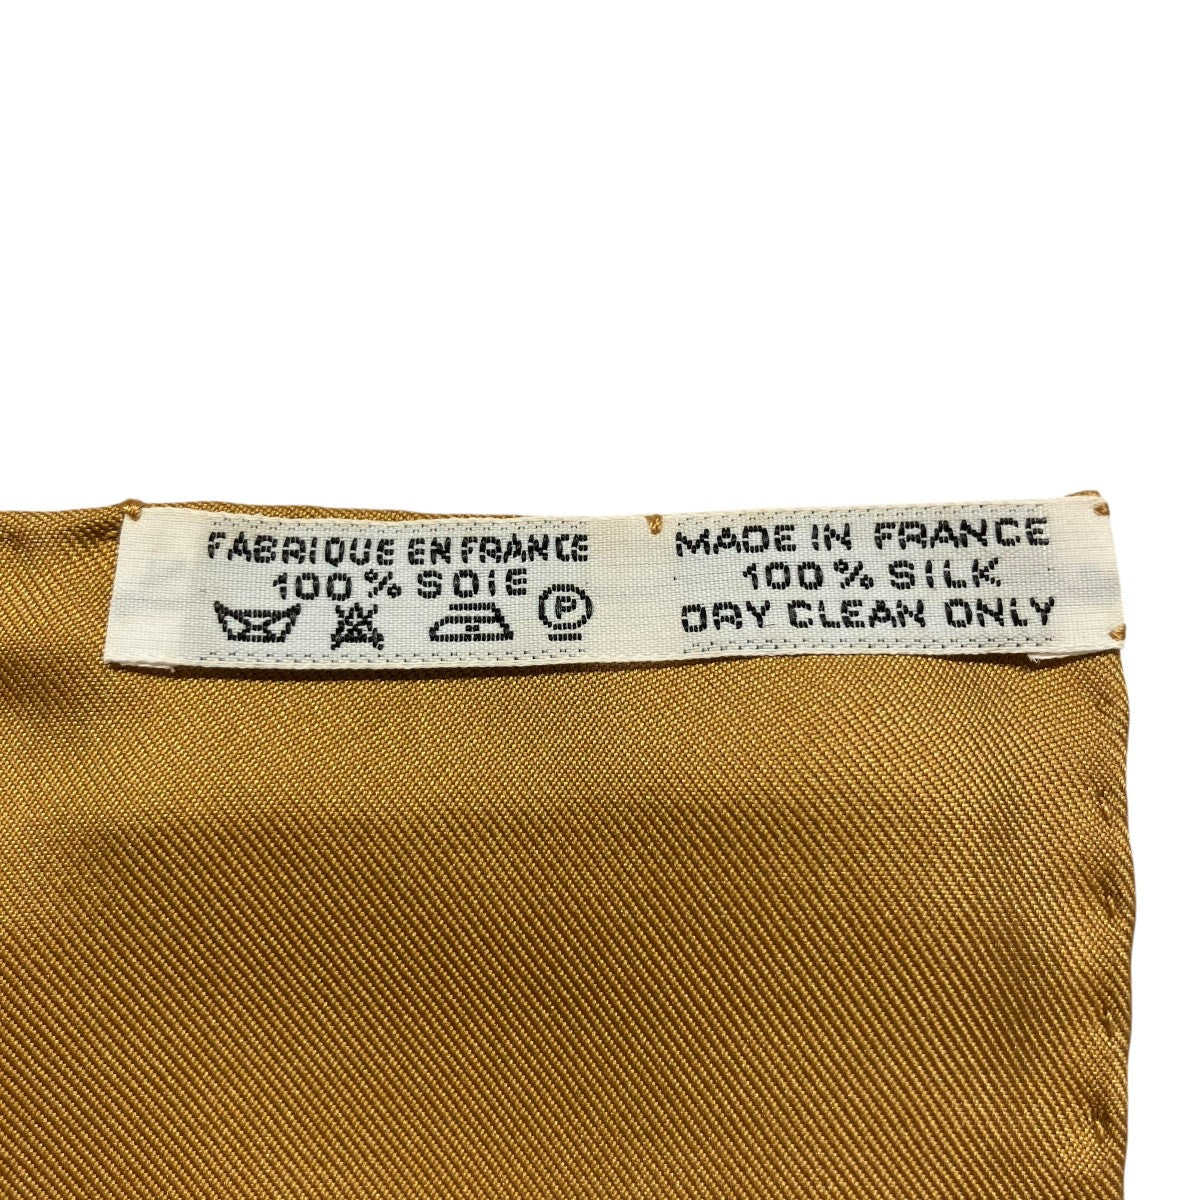 FABRIQUE EN FRANCE
100% SOIE
P
MADE IN FRANCE
100% SILK
DRY CLEAN ONLY